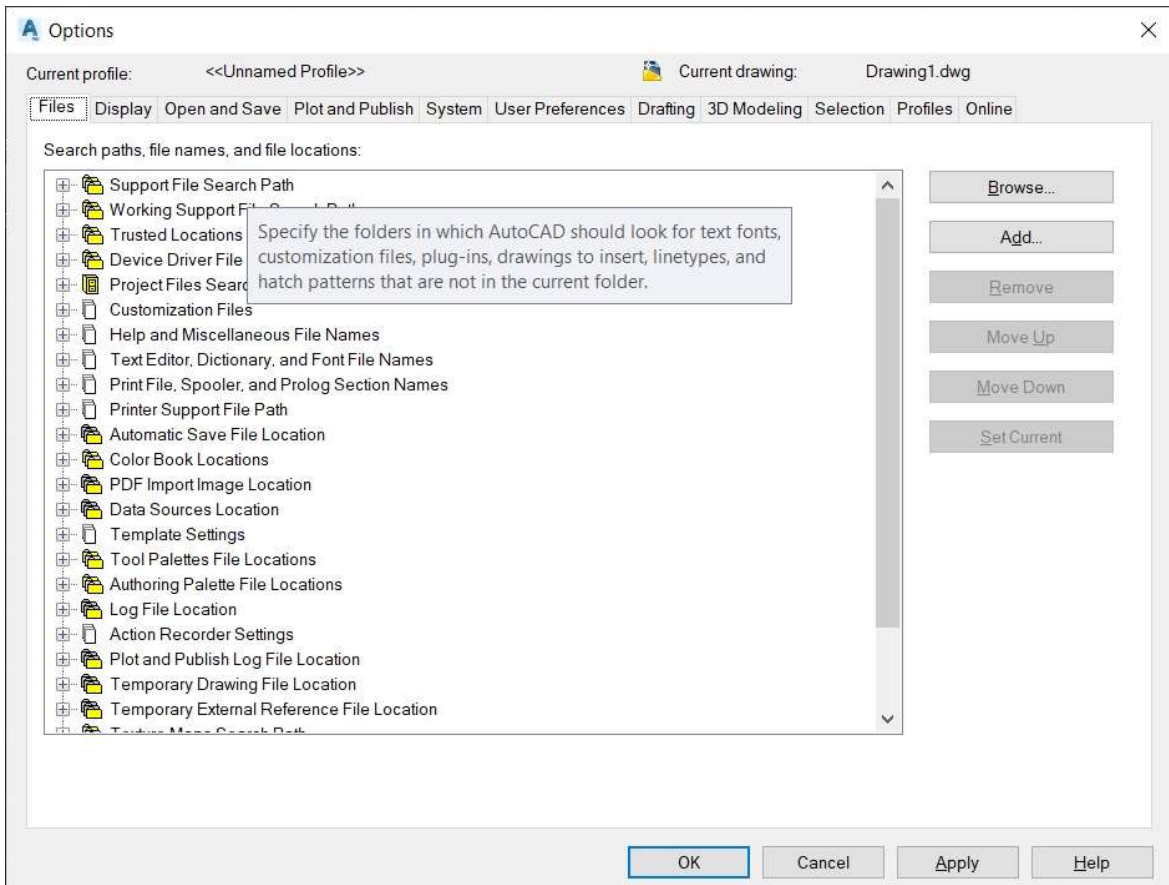 Options
Current profile: <<Unnamed Profile>> Current drawing: Drawing1.dwg
Files Display Open and Save Plot and Publish System User Preferences Drafting 3D Modeling Selection Profiles Online
Search paths, file names, and file locations:
Support File Search Path
Working Support
Trusted Locations
Device Driver File
Project Files
Specify the folders in which AutoCAD should look for text fonts,
customization files, plug-ins, drawings to insert, linetypes, and
hatch patterns that are not in the current folder.
Customization Files
Help and Miscellaneous File Names
Text Editor, Dictionary, and Font File Names
Print File, Spooler, and Prolog Section Names
Printer Support File Path
Automatic Save File Location
Color Book Locations
PDF Import Image Location
Data Sources Location
Template Settings
Tool Palettes File Locations
Authoring Palette File Locations
Log File Location
Action Recorder Settings
Plot and Publish Log File Location
Temporary Drawing File Location
Temporary External Reference File Location
Browse...
Add...
Remove
Move Up
Move Down
Set Current
OK Cancel Apply Help